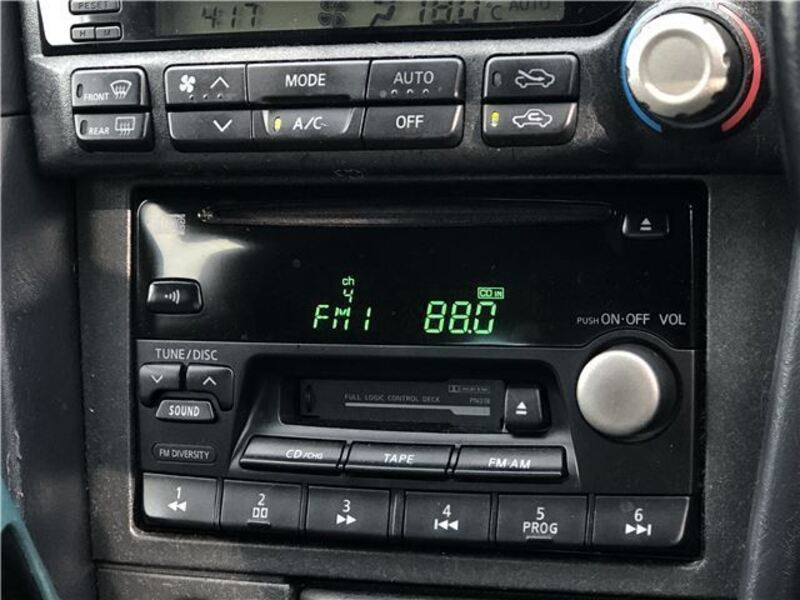 RESET
H M
4:17
21.8.0°C AUTO
FRONT
MODE
AUTO
REAR
A/C
OFF
ch
4
FM1
88.0
CD IN
PUSH ON·OFF VOL
TUNE/DISC
SOUND
FULL LOGIC CONTROL DECK
FM DIVERSITY
CD/CHG
TAPE
FM·AM
1
2
3
4
5
PROG
6